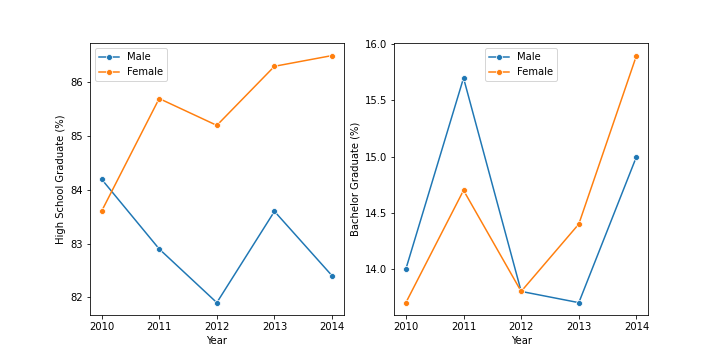 Male
Female
86
85
84
83
82
High School Graduate (%)
2010 2011 2012 2013 2014
Year
Male
Female
16.0
15.5
15.0
14.5
14.0
Bachelor Graduate (%)
2010 2011 2012 2013 2014
Year